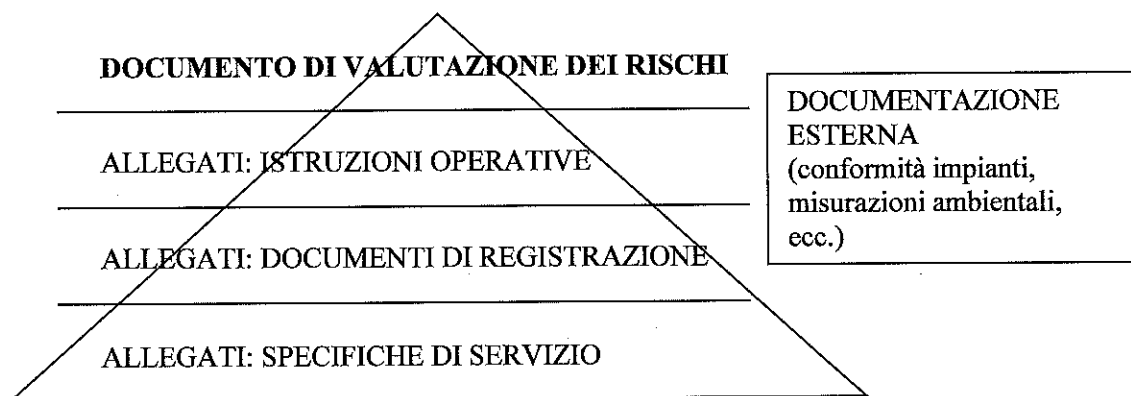 DOCUMENTO DI VALUTAZIONE DEI RISCHI
ALLEGATI: ISTRUZIONI OPERATIVE
ALLEGATI: DOCUMENTI DI REGISTRAZIONE
ALLEGATI: SPECIFICHE DI SERVIZIO
DOCUMENTAZIONE
ESTERNA
(conformità impianti,
misurazioni ambientali,
ecc.)